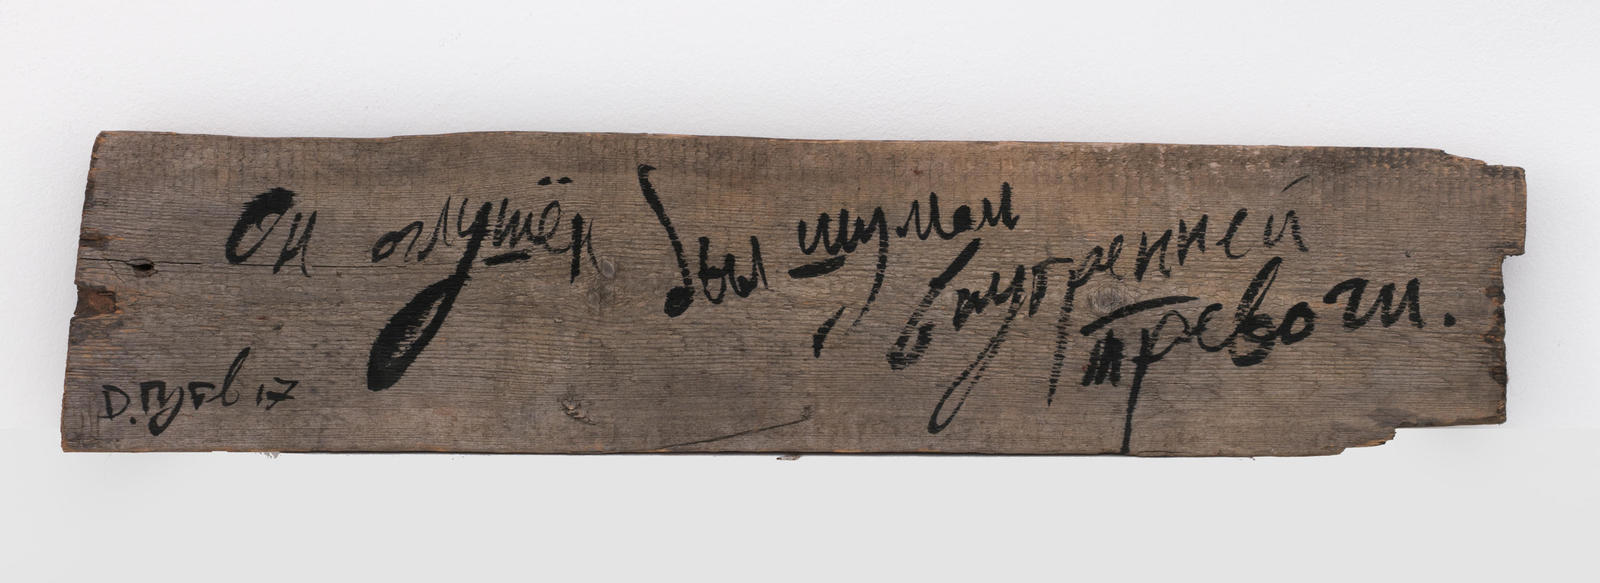 Он оглушён был шумом
внутренней
тревоги.
Д. Гутов 17